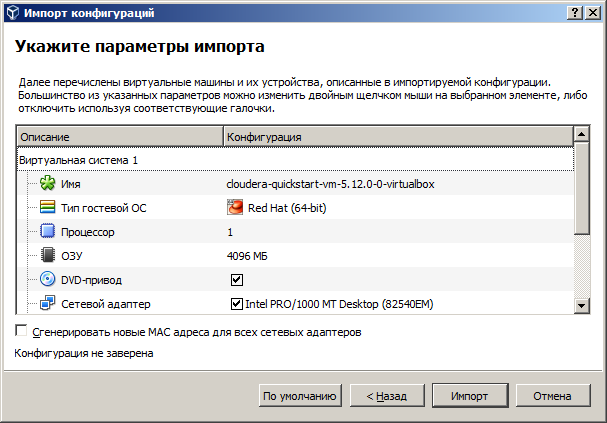 Импорт конфигураций
Укажите параметры импорта
Далее перечислены виртуальные машины и их устройства, описанные в импортируемой конфигурации.
Большинство из указанных параметров можно изменить двойным щелчком мыши на выбранном элементе, либо
отключить используя соответствующие галочки.
Описание Конфигурация
Виртуальная система 1
Имя cloudera-quickstart-vm-5.12.0-0-virtualbox
Тип гостевой ОС Red Hat (64-bit)
Процессор 1
ОЗУ 4096 МБ
DVD-привод
Сетевой адаптер Intel PRO/1000 MT Desktop (82540EM)
Сгенерировать новые MAC адреса для всех сетевых адаптеров
Конфигурация не заверена
По умолчанию < Назад Импорт Отмена